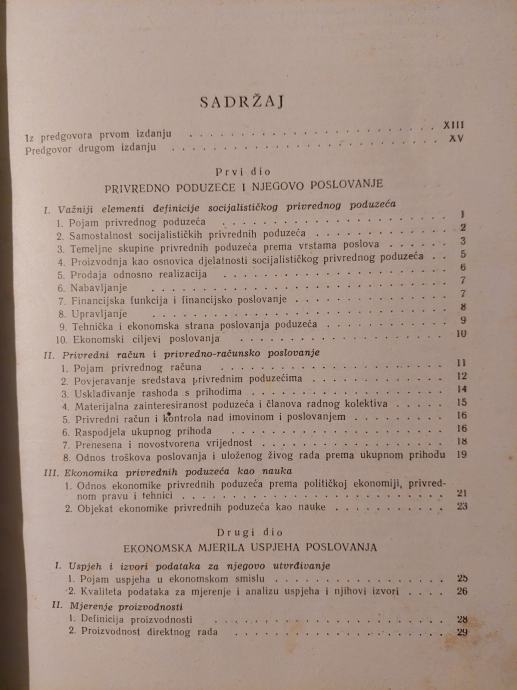 SADRŽAJ
Iz predgovora prvom izdanju . . . . . . . . . . . . . . . XIII
Predgovor drugom izdanju . . . . . . . . . . . . . . . . XV
Prvi dio
PRIVREDNO PODUZEĆE I NJEGOVO POSLOVANJE
I. Važniji elementi definicije socijalističkog privrednog poduzeća
1. Pojam privrednog poduzeća . . . . . . . . . . . . . 1
2. Samostalnost socijalističkih privrednih poduzeća . . . . . . . 2
3. Temeljne skupine privrednih poduzeća prema vrstama poslova . . . . 3
4. Proizvodnja kao osnovica djelatnosti socijalističkog privrednog poduzeća . . 5
5. Prodaja odnosno realizacija . . . . . . . . . . . . . 6
6. Nabavljanje . . . . . . . . . . . . . . . . . 7
7. Financijska funkcija i financijsko poslovanje . . . . . . . . 7
8. Upravljanje . . . . . . . . . . . . . . . . . 8
9. Tehnička i ekonomska strana poslovanja poduzeća . . . . . . . 9
10. Ekonomski ciljevi poslovanja . . . . . . . . . . . . 10
II. Privredni račun i privredno-računsko poslovanje
1. Pojam privrednog računa . . . . . . . . . . . . . 11
2. Povjeravanje sredstava privrednim poduzećima . . . . . . . . 12
3. Usklađivanje rashoda s prihodima . . . . . . . . . . . 14
4. Materijalna zainteresiranost poduzeća i članova radnog kolektiva . . . 15
5. Privredni račun i kontrola nad imovinom i poslovanjem . . . . . 16
6. Raspodjela ukupnog prihoda . . . . . . . . . . . . 16
7. Prenesena i novostvorena vrijednost . . . . . . . . . . 18
8. Odnos troškova poslovanja i uloženog živog rada prema ukupnom prihodu 19
III. Ekonomika privrednih poduzeća kao nauka
1. Odnos ekonomike privrednih poduzeća prema političkoj ekonomiji, privred-
nom pravu i tehnici . . . . . . . . . . . . . . . 21
2. Objekat ekonomike privrednih poduzeća kao nauke . . . . . . . 23
Drugi dio
EKONOMSKA MJERILA USPJEHA POSLOVANJA
I. Uspjeh i izvori podataka za njegovo utvrđivanje
1. Pojam uspjeha u ekonomskom smislu . . . . . . . . . . 25
2. Kvaliteta podataka za mjerenje i analizu uspjeha i njihovi izvori . . . 26
II. Mjerenje proizvodnosti
1. Definicija proizvodnosti . . . . . . . . . . . . . . 28
2. Proizvodnost direktnog rada . . . . . . . . . . . . 29